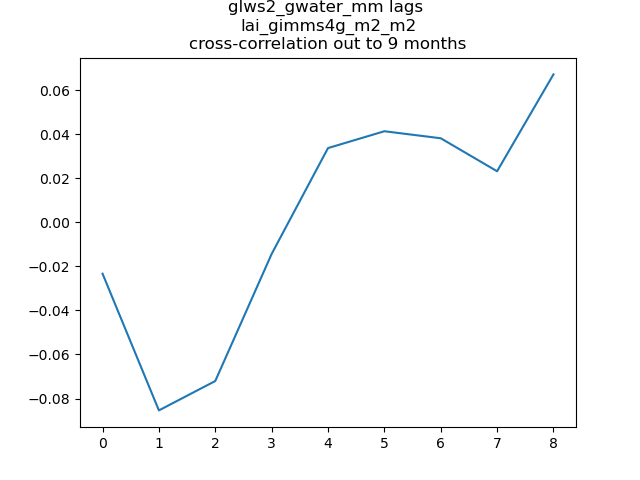 glws2_gwater_mm lags
lai_gimms4g_m2_m2
cross-correlation out to 9 months
0.06
0.04
0.02
0.00
−0.02
−0.04
−0.06
−0.08
0 1 2 3 4 5 6 7 8